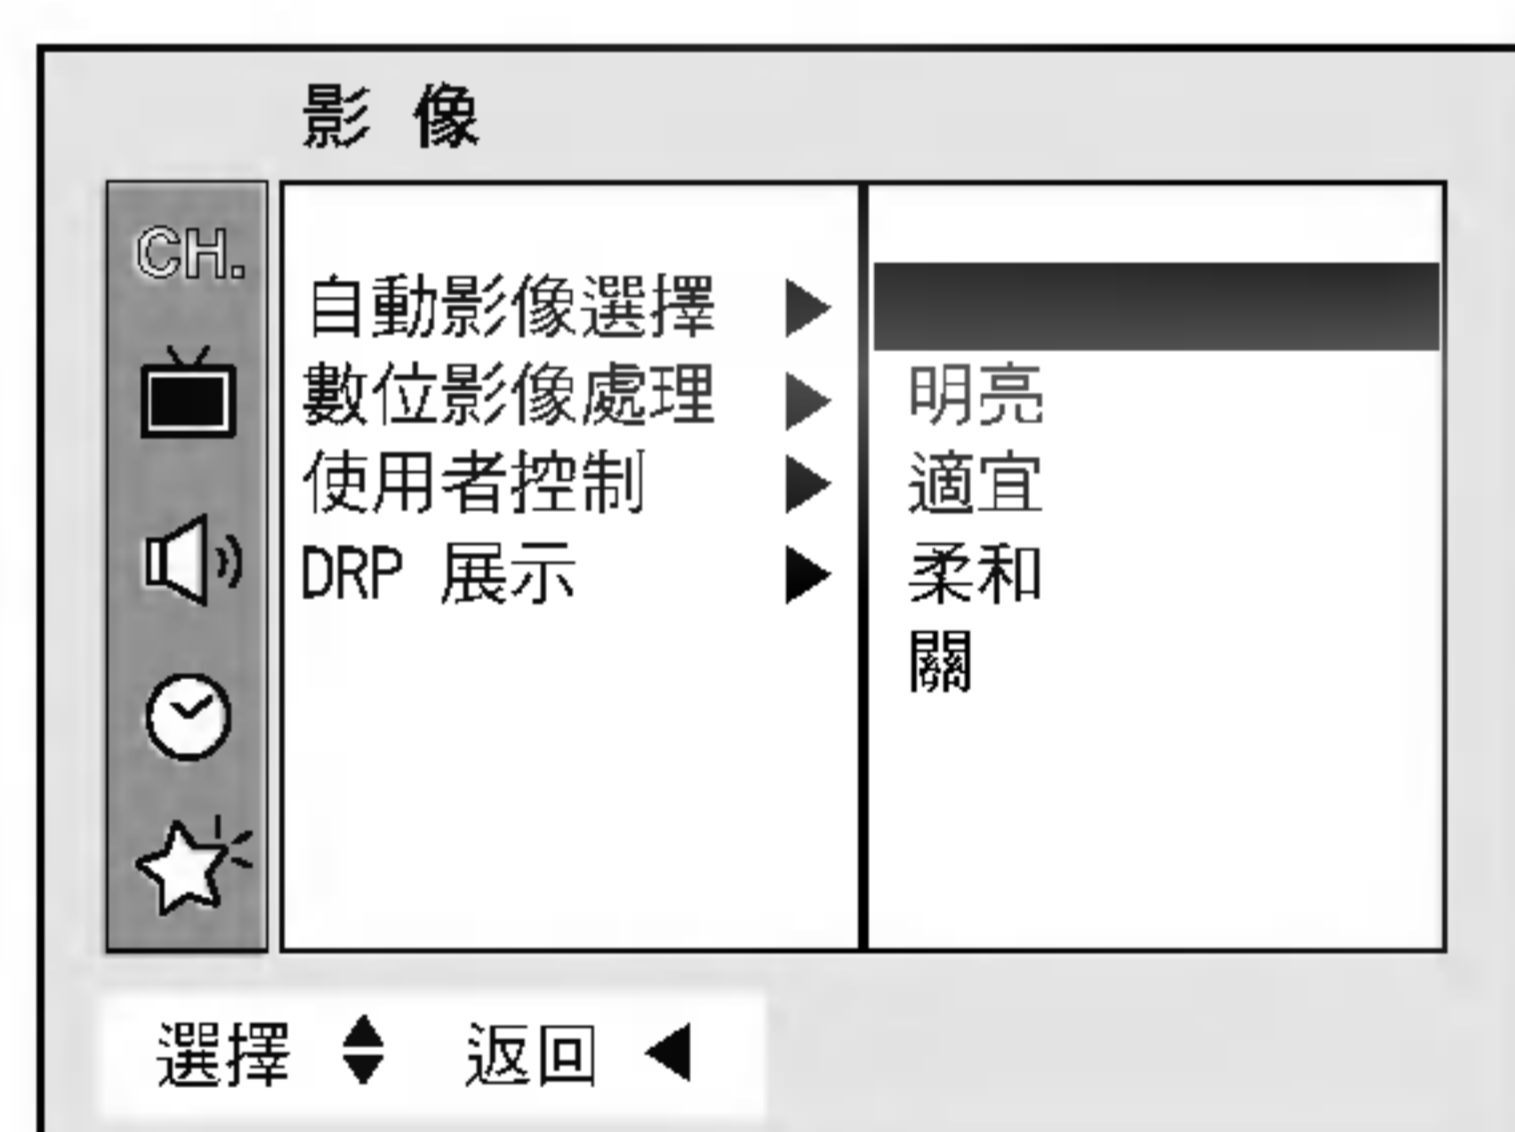 影 像
CH.
自動影像選擇
數位影像處理
使用者控制
DRP 展示
明亮
適宜
柔和
關
選擇 返回